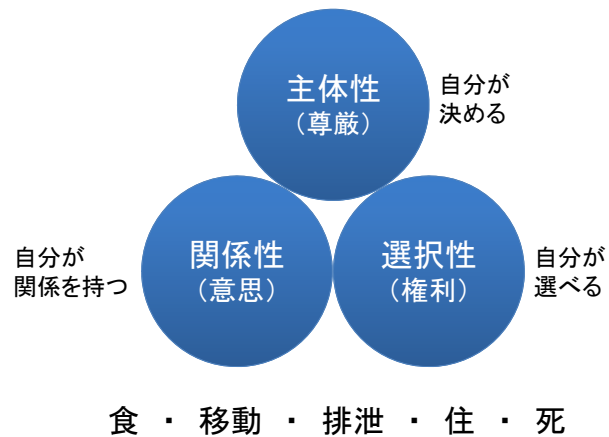 主体性
（尊厳）
自分が
決める
関係性
（意思）
自分が
関係を持つ
選択性
（権利）
自分が
選べる
食 ・ 移動 ・ 排泄 ・ 住 ・ 死